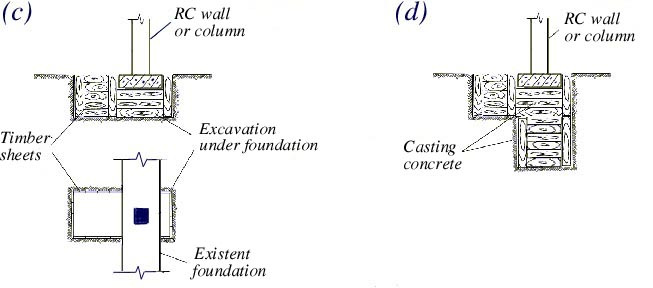 (c)
RC wall
or column
Timber
sheets
Excavation
under foundation
Existent
foundation
(d)
RC wall
or column
Casting
concrete